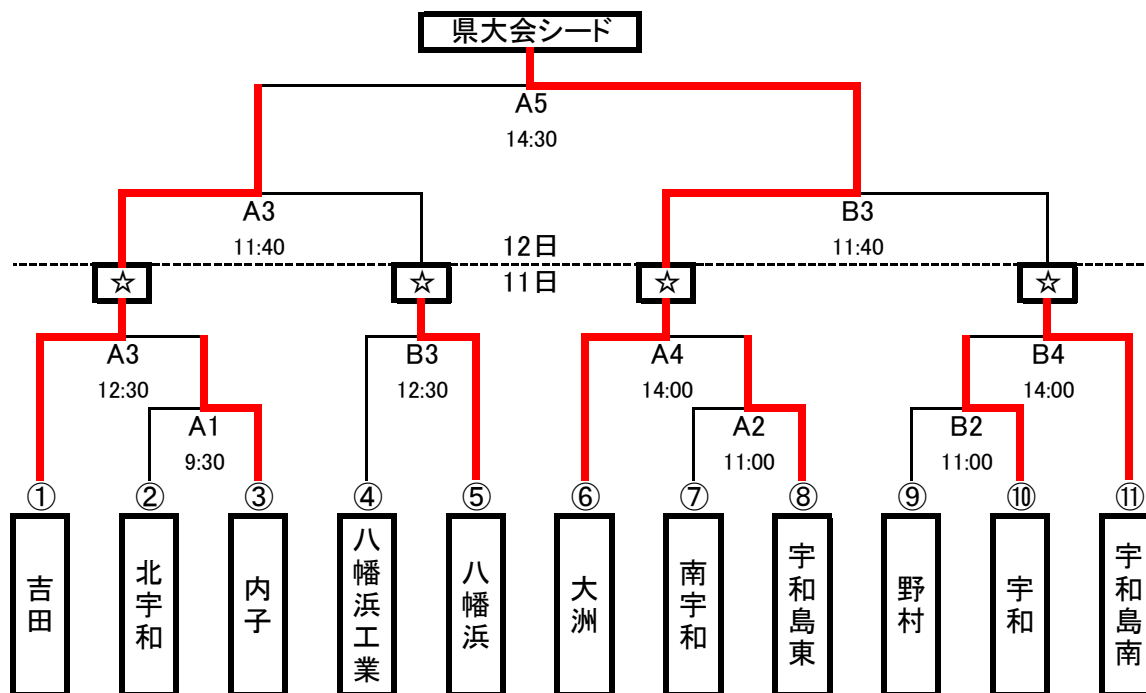 県大会シード
A5
14:30
A3
B3
11:40
12日
11:40
☆
☆
11日
☆
☆
A3
B3
A4
B4
12:30
12:30
14:00
14:00
A1
A2
B2
9:30
11:00
11:00
① ② ③ ④ ⑤ ⑥ ⑦ ⑧ ⑨ ⑩ ⑪
吉田
北宇和
内子
八幡浜工業
八幡浜
大洲
南宇和
宇和島東
野村
宇和
宇和島南